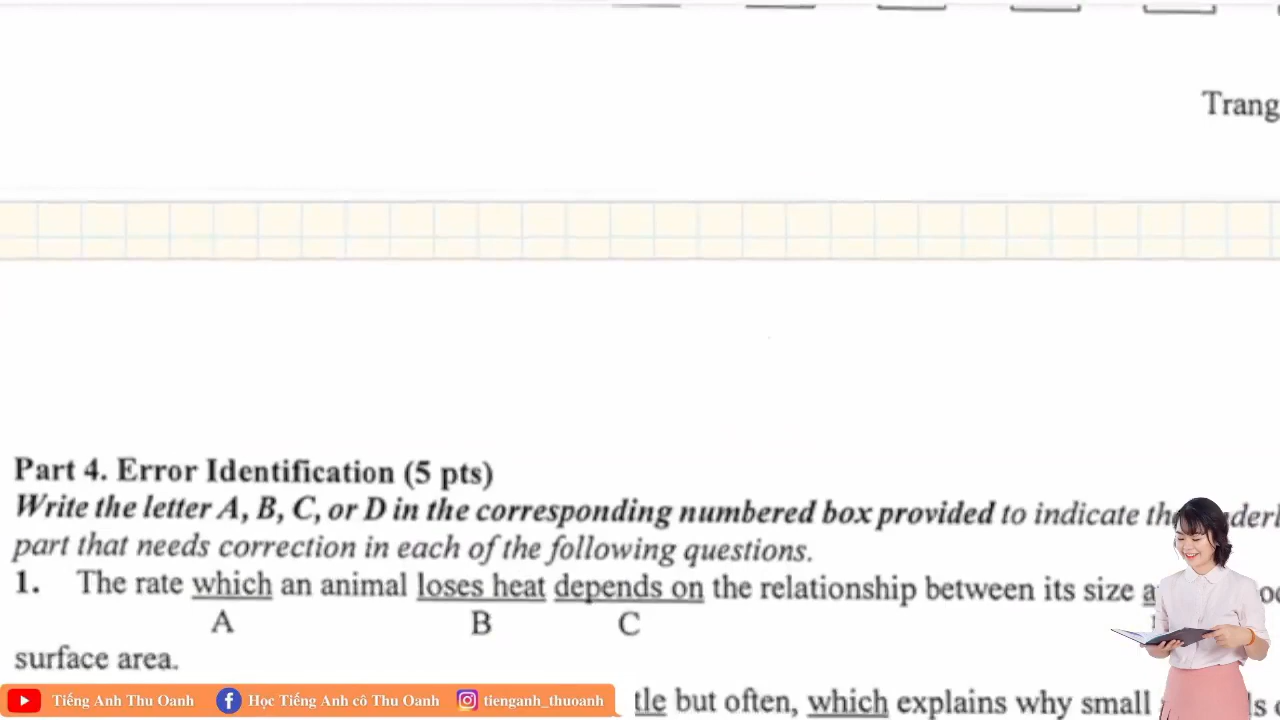 Trang
Part 4. Error Identification (5 pts)
Write the letter A, B, C, or D in the corresponding numbered box provided to indicate
part that needs correction in each of the following questions.
1. The rate which an animal loses heat depends on the relationship between its size
A B C
surface area.
but often, which explains why small
Tiếng Anh Thu Oanh Học Tiếng Anh cô Thu Oanh tienganh_thuoanh